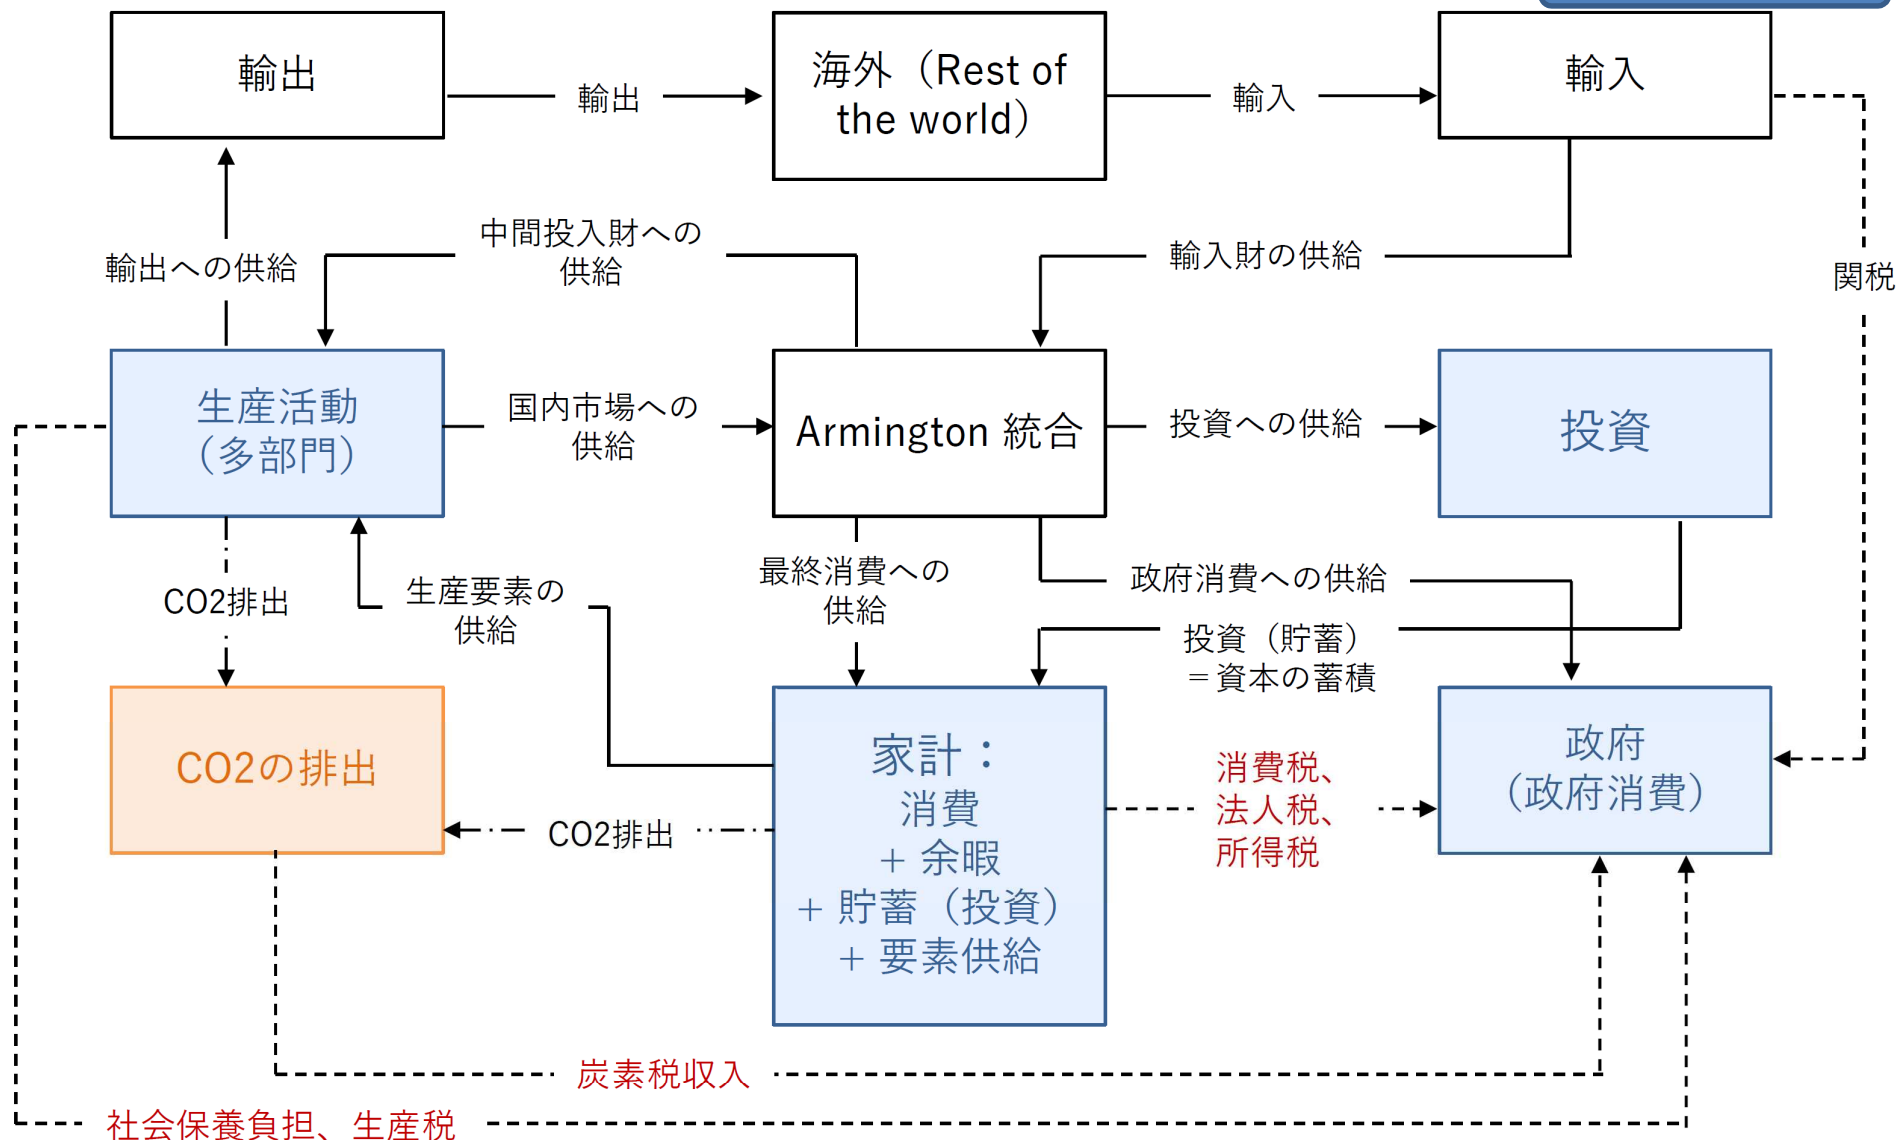 輸出
輸出
海外（Rest of
the world）
輸入
輸入
中間投入財への
供給
輸出への供給
輸入財の供給
関税
生産活動
（多部門）
国内市場への
供給
Armington 統合
投資への供給
投資
CO2排出
生産要素の
供給
最終消費への
供給
政府消費への供給
投資（貯蓄）
＝資本の蓄積
CO2の排出
CO2排出
家計：
消費
+ 余暇
+ 貯蓄（投資）
+ 要素供給
消費税、
法人税、
所得税
政府
（政府消費）
炭素税収入
社会保養負担、生産税